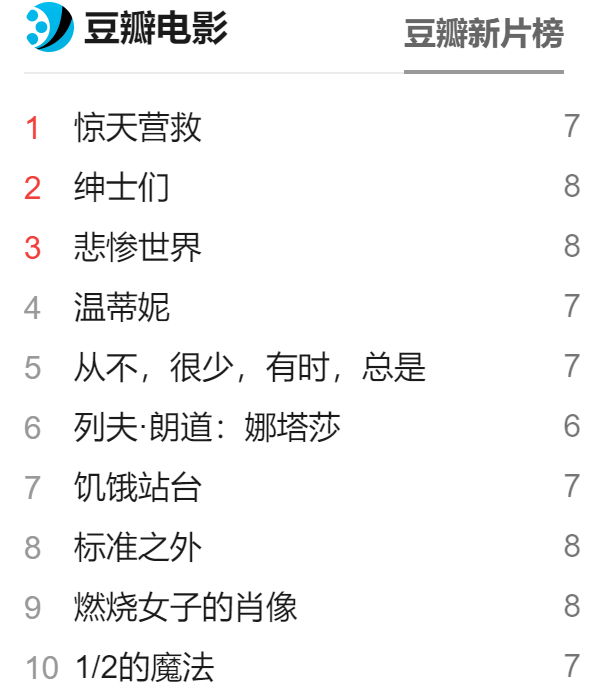 豆瓣电影 豆瓣新片榜
1 惊天营救 7
2 绅士们 8
3 悲惨世界 8
4 温蒂妮 7
5 从不，很少，有时，总是 7
6 列夫·朗道：娜塔莎 6
7 饥饿站台 7
8 标准之外 8
9 燃烧女子的肖像 8
10 1/2的魔法 7